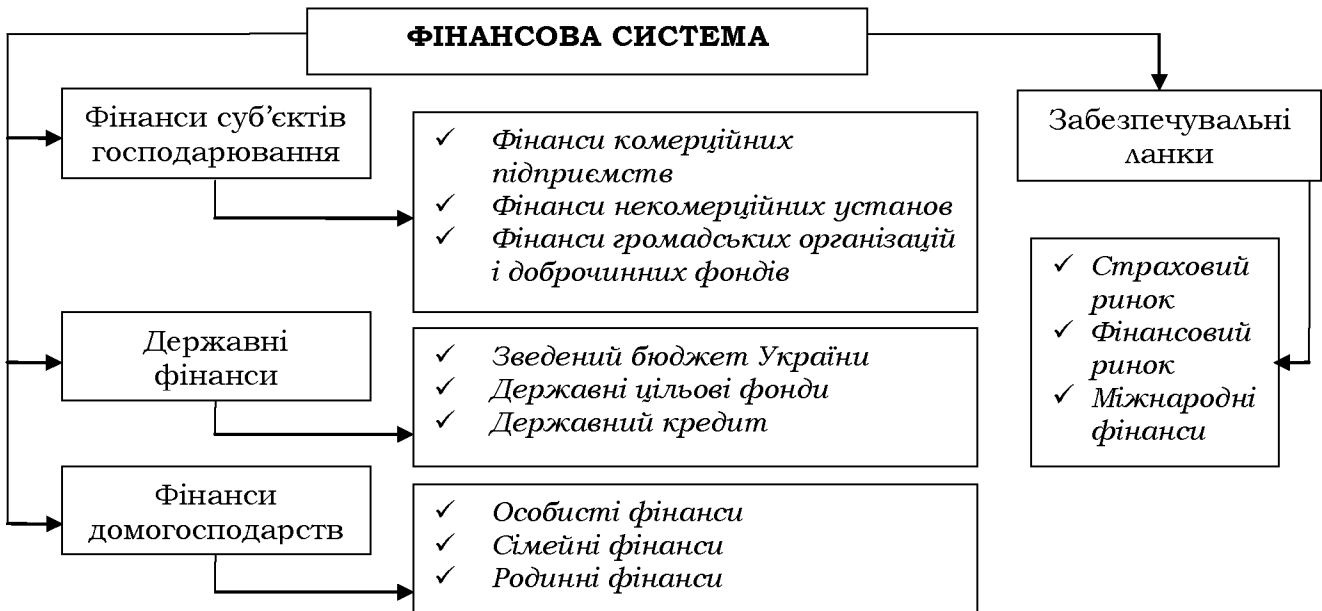 ФІНАНСОВА СИСТЕМА
Фінанси суб’єктів
господарювання
✓ Фінанси комерційних
підприємств
✓ Фінанси некомерційних установ
✓ Фінанси громадських організацій
і доброчинних фондів
Державні
фінанси
✓ Зведений бюджет України
✓ Державні цільові фонди
✓ Державний кредит
Фінанси
домогосподарств
✓ Особисті фінанси
✓ Сімейні фінанси
✓ Родинні фінанси
Забезпечувальні
ланки
✓ Страховий
ринок
✓ Фінансовий
ринок
✓ Міжнародні
фінанси